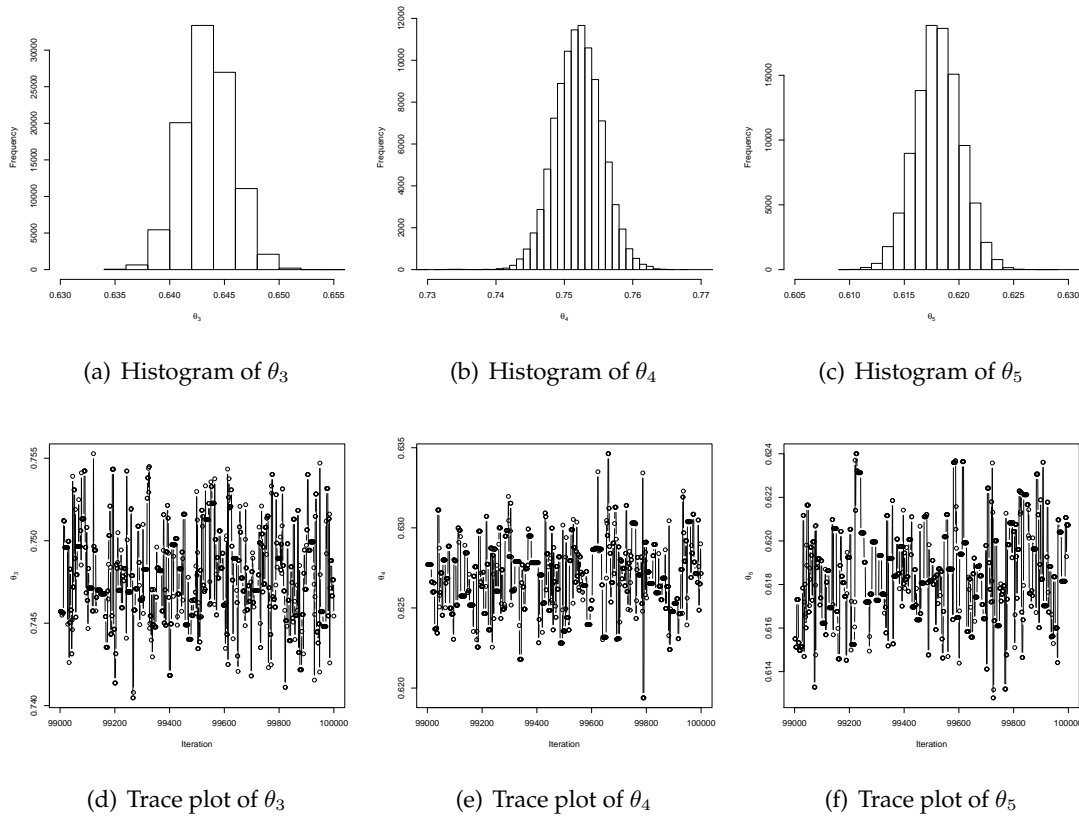 Frequency
0 5000 10000 15000 20000 25000 30000
0.630 0.635 0.640 0.645 0.650 0.655
θ3
Frequency
0 2000 4000 6000 8000 10000 12000
0.73 0.74 0.75 0.76 0.77
θ4
Frequency
0 5000 10000 15000
0.605 0.610 0.615 0.620 0.625 0.630
θ5
(a) Histogram of θ3
(b) Histogram of θ4
(c) Histogram of θ5
θ3
0.740 0.745 0.750 0.755
99000 99200 99400 99600 99800 100000
Iteration
θ4
0.620 0.625 0.630 0.635
99000 99200 99400 99600 99800 100000
Iteration
θ5
0.614 0.616 0.618 0.620 0.622 0.624
99000 99200 99400 99600 99800 100000
Iteration
(d) Trace plot of θ3
(e) Trace plot of θ4
(f) Trace plot of θ5